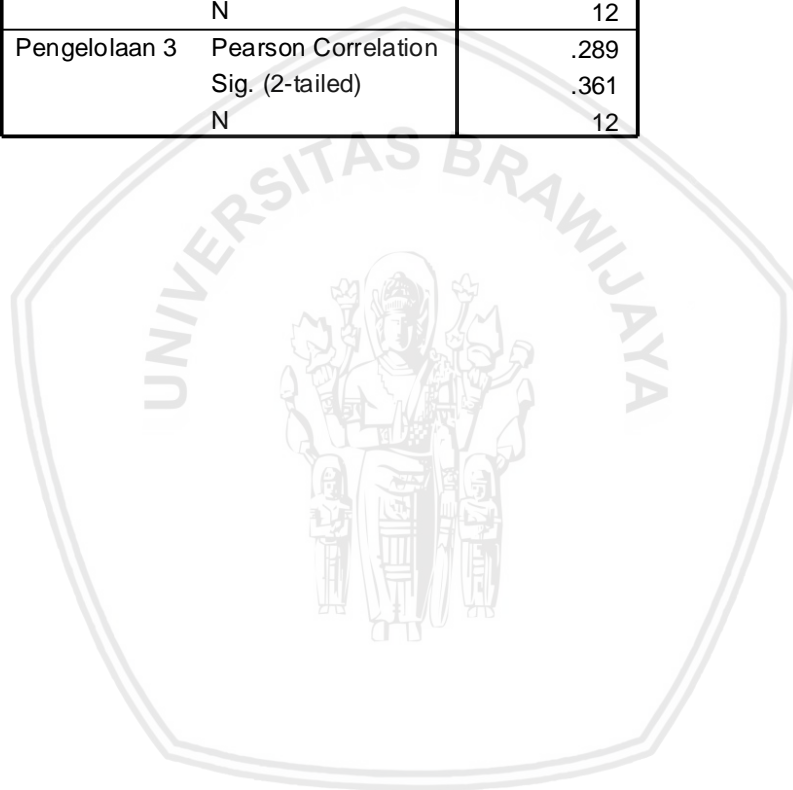 N 12
Pengelolaan 3 Pearson Correlation .289
Sig. (2-tailed) .361
N 12
UNIVERSITAS BRAWIJAYA